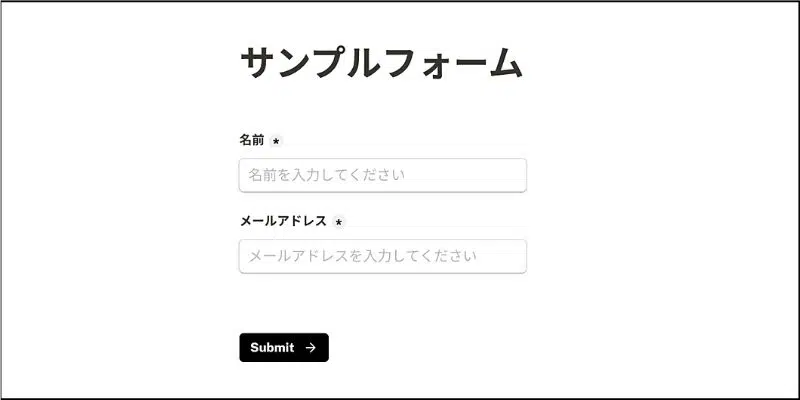 サンプルフォーム
名前 *
名前を入力してください
メールアドレス *
メールアドレスを入力してください
Submit →